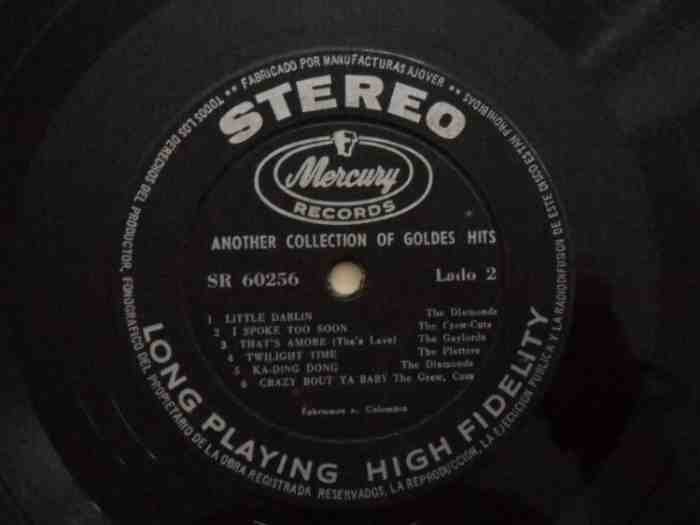 ** FABRICADO POR MANUFACTURAS AJOVER **
TODOS LOS DERECHOS DEL PRODUCTOR, FONOGRAFICO DEL PROPIETARIO DE LA OBRA REGISTRADA RESERVADOS, LA REPRODUCCION, LA EJECUCION PUBLICA Y LA RADIODIFUSION DE ESTE DISCO ESTAN PROHIBIDAS
STEREO
Mercury
RECORDS
ANOTHER COLLECTION OF GOLDES HITS
SR 60256 Lado 2
1 LITTLE DARLIN The Diamonds
2 I SPOKE TOO SOON The Crew-Cuts
3 THAT'S AMORE (Tha's Love) The Gaylords
4 TWILIGHT TIME The Platters
5 KA-DING DONG The Diamonds
6 CRAZY BOUT YA BABY The Grew, Cuts
Colombia
LONG PLAYING HIGH FIDELITY